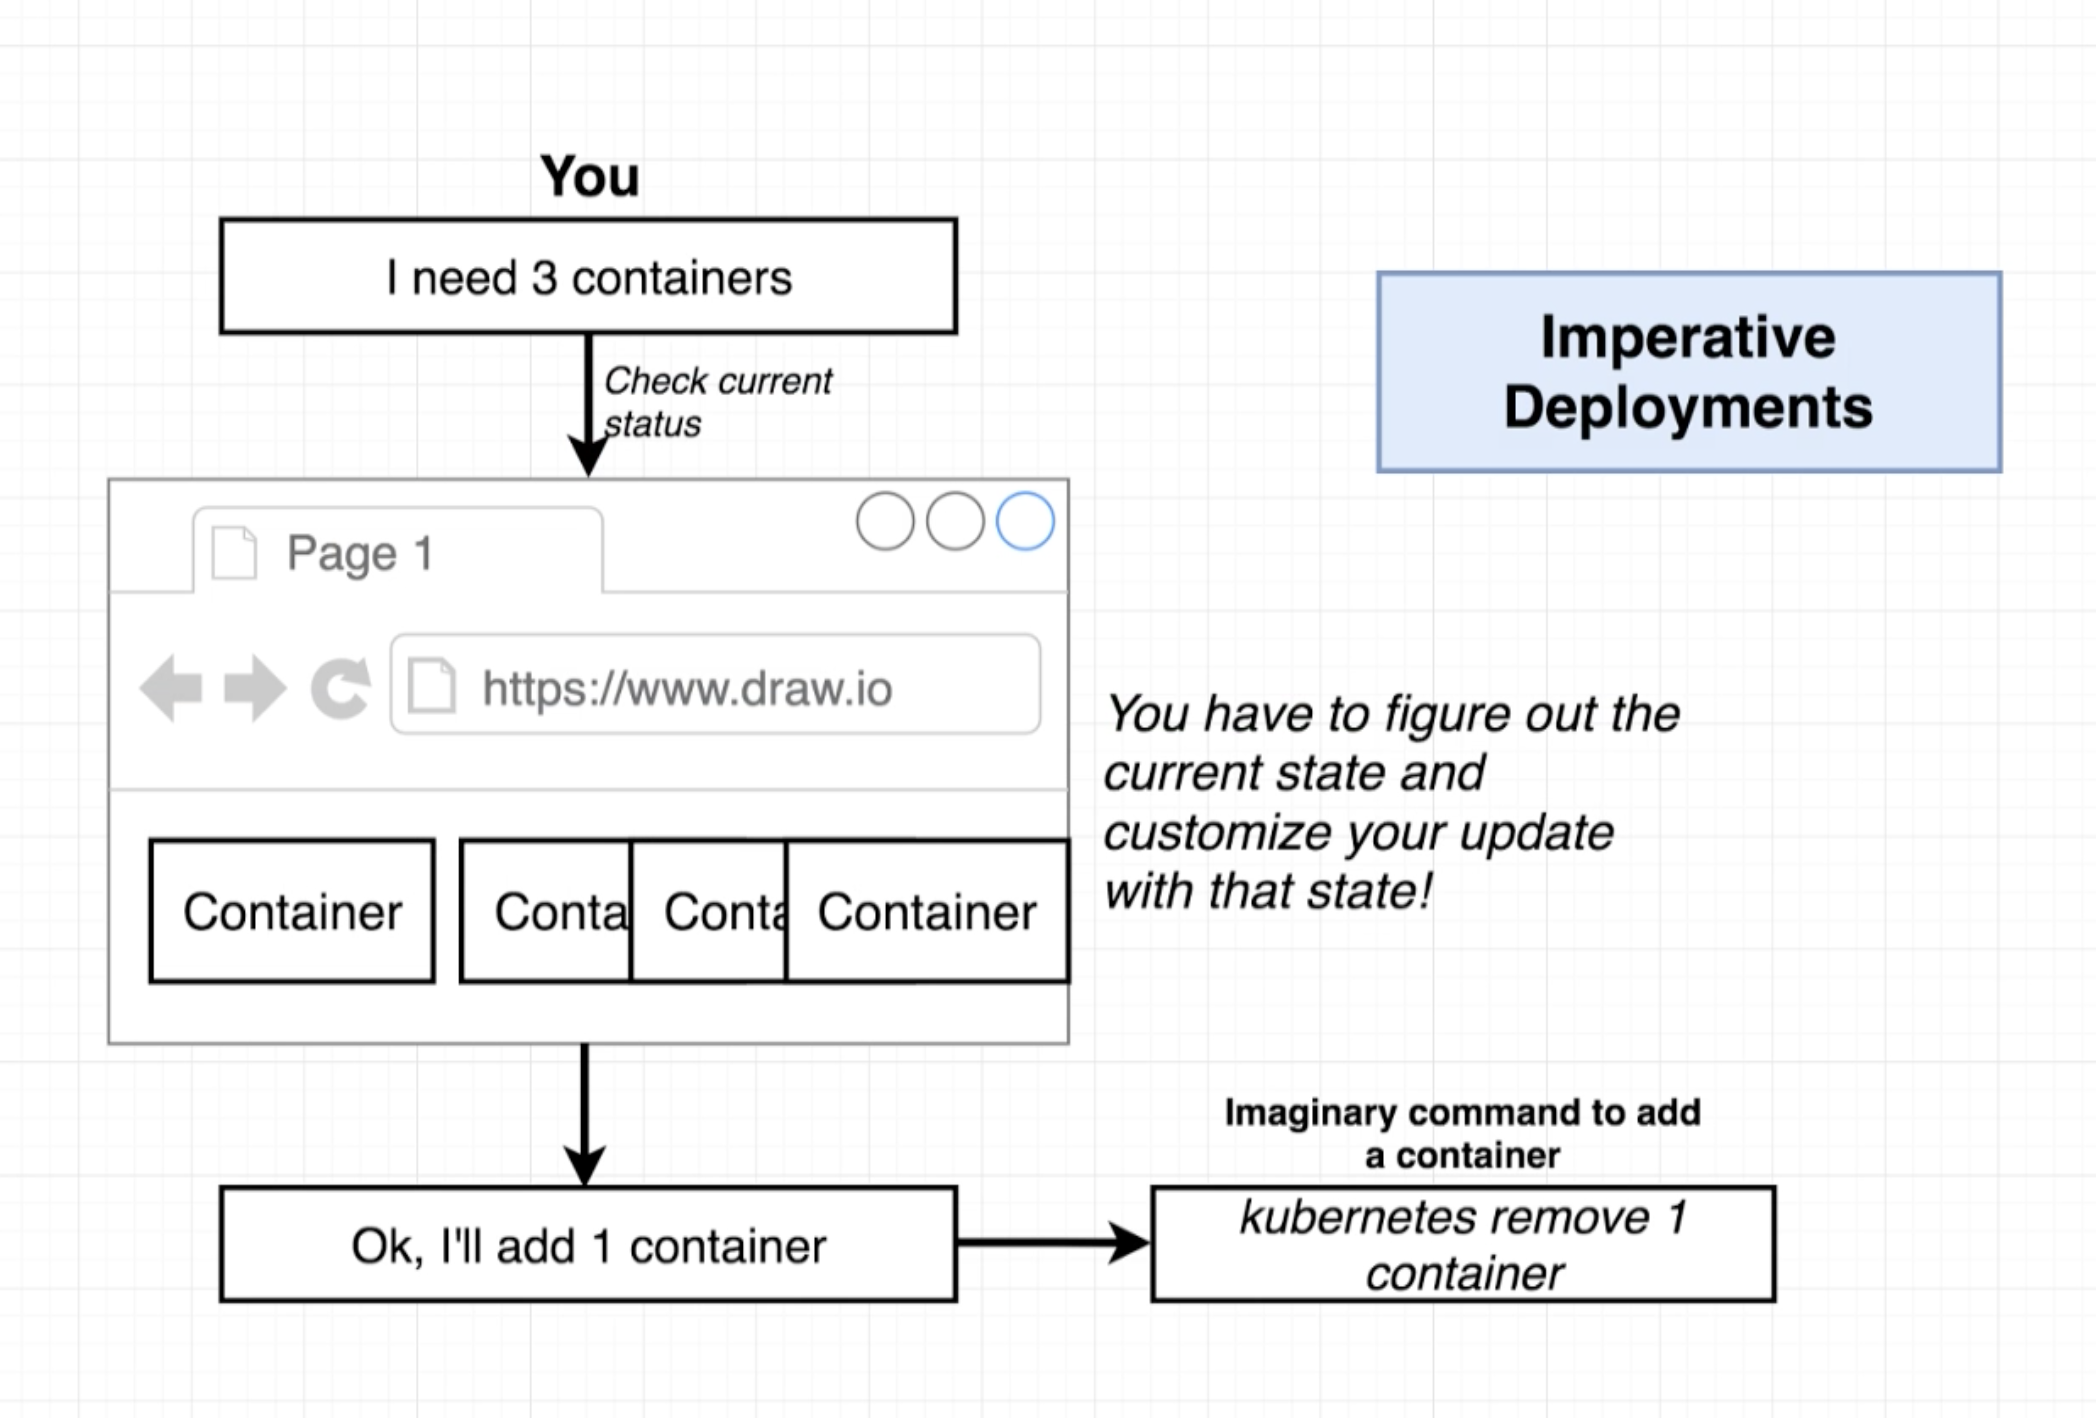 You
I need 3 containers
Check current
status
Imperative
Deployments
Page 1
https://www.draw.io
You have to figure out the
current state and
customize your update
with that state!
Container Conta Conta Container
Imaginary command to add
a container
Ok, I'll add 1 container
kubernetes remove 1
container